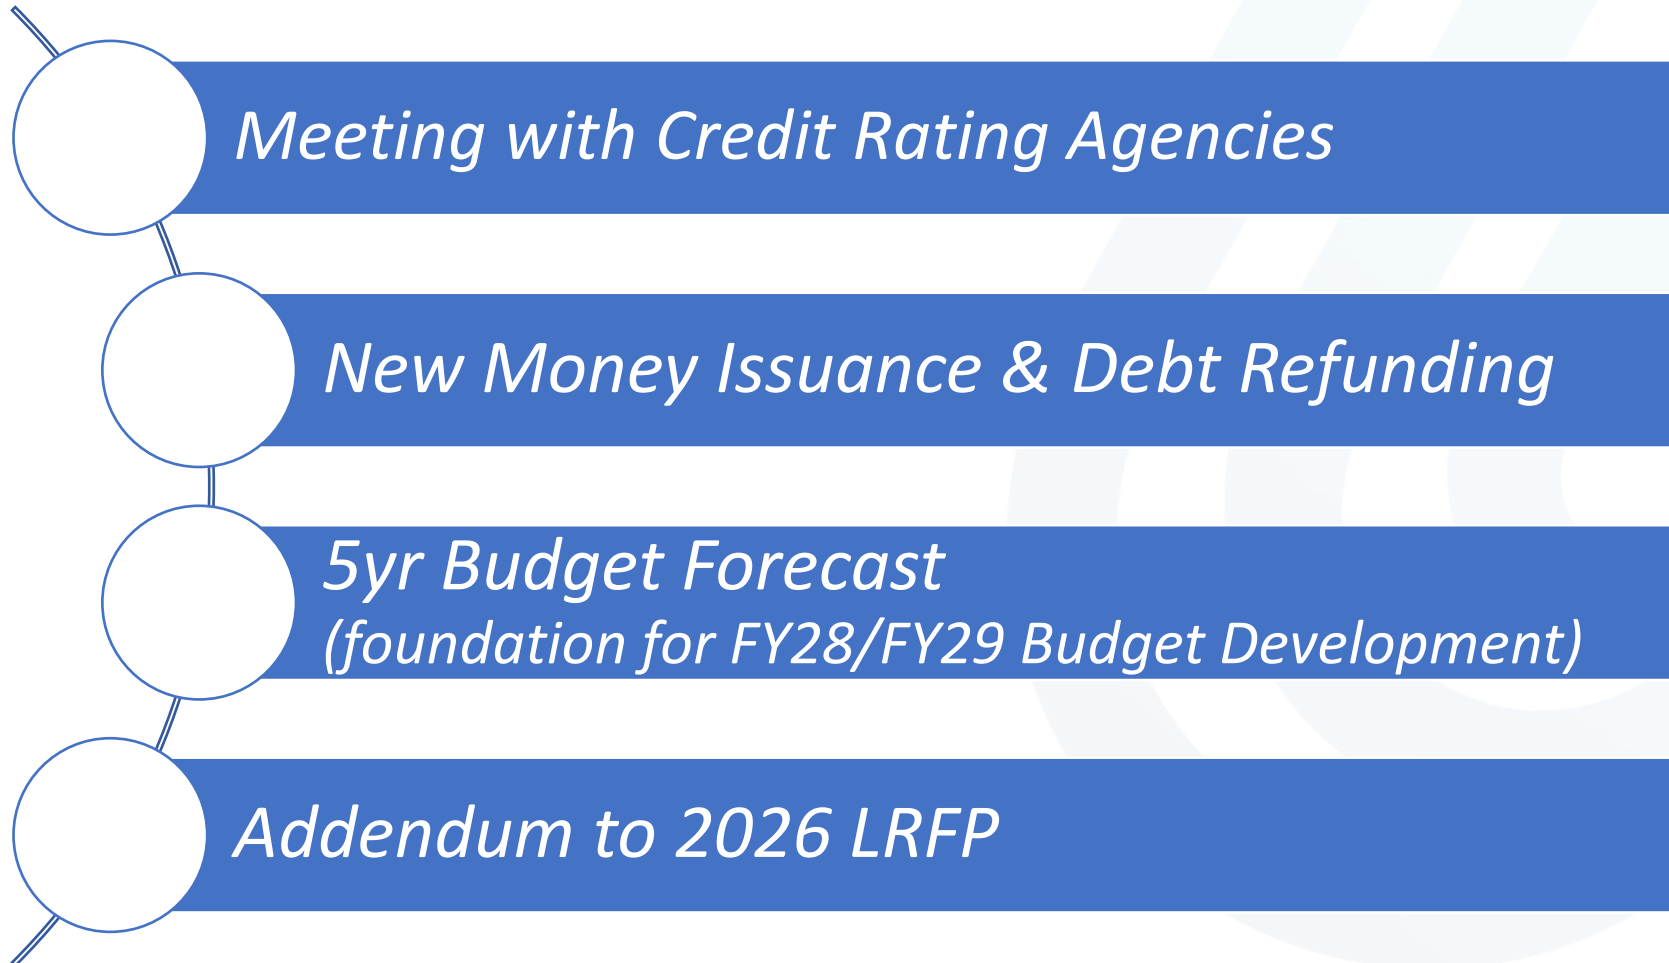 Meeting with Credit Rating Agencies
New Money Issuance & Debt Refunding
5yr Budget Forecast
(foundation for FY28/FY29 Budget Development)
Addendum to 2026 LRFP